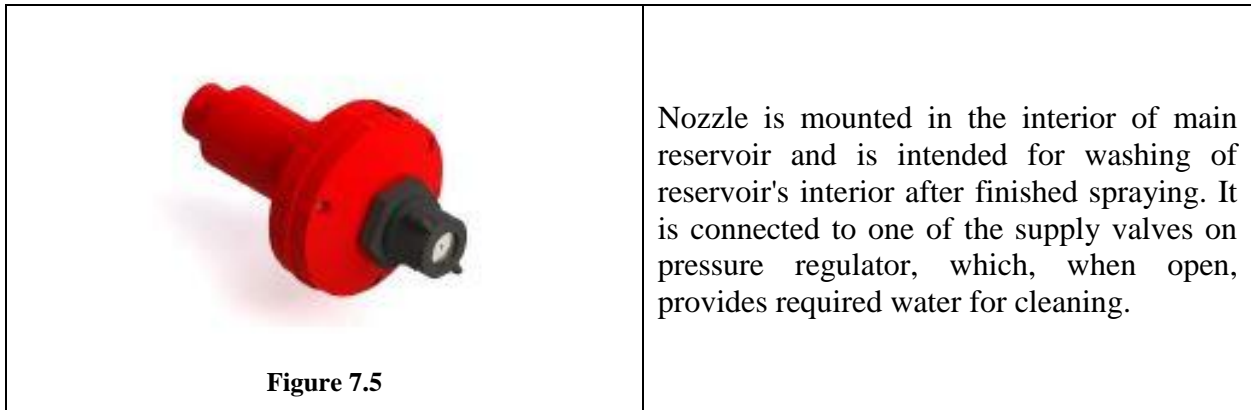 Nozzle is mounted in the interior of main
reservoir and is intended for washing of
reservoir's interior after finished spraying. It
is connected to one of the supply valves on
pressure regulator, which, when open,
provides required water for cleaning.
Figure 7.5